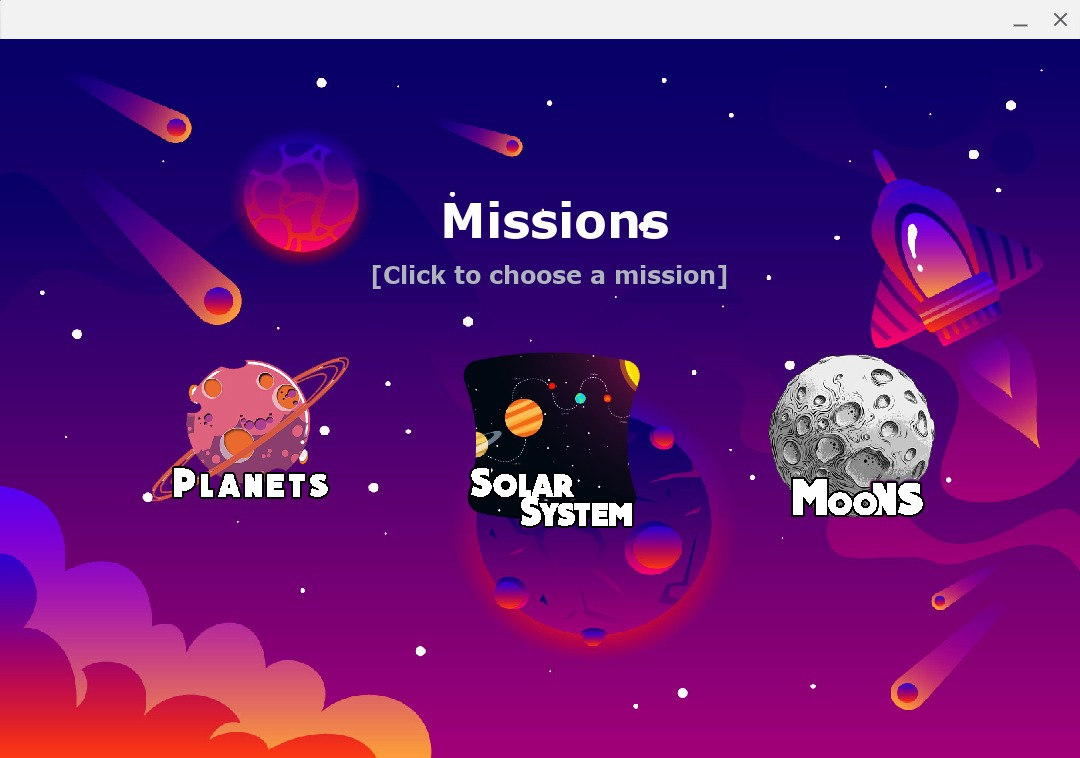 Missions
[Click to choose a mission]
PLANETS
SOLAR
SYSTEM
MOONS